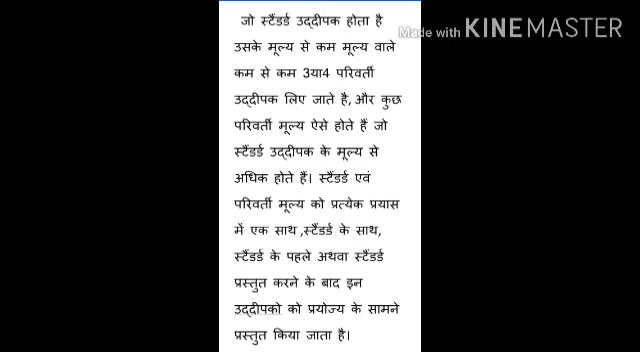 जो स्टैंडर्ड उद्दीपक होता है
Made with KINEMASTER
उसके मूल्य से कम मूल्य वाले
कम से कम 3या4 परिवर्ती
उद्दीपक लिए जाते है, और कुछ
परिवर्ती मूल्य ऐसे होते हैं जो
स्टैंडर्ड उद्दीपक के मूल्य से
अधिक होते हैं। स्टैंडर्ड एवं
परिवर्ती मूल्य को प्रत्येक प्रयास
में एक साथ ,स्टैंडर्ड के साथ,
स्टैंडर्ड के पहले अथवा स्टैंडर्ड
प्रस्तुत करने के बाद इन
उद्दीपको को प्रयोज्य के सामने
प्रस्तुत किया जाता है।